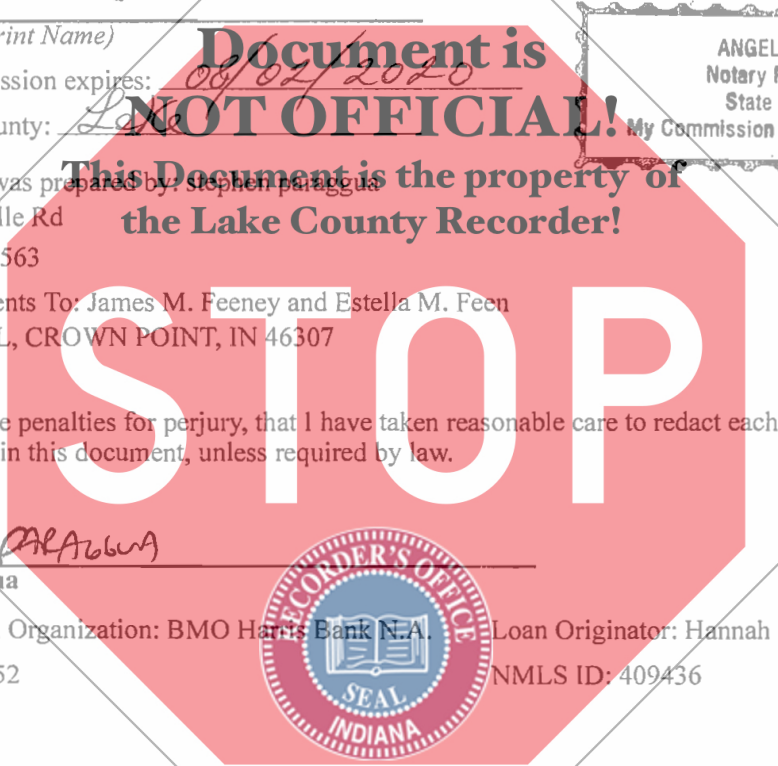 rint Name)
Document is
ssion expires: 08/02/2020
NOT OFFICIAL!
unty: Lake
ANGEL
Notary P
State
My Commission
This Document is the property of
was prepared by: stephen paraggua
the Lake County Recorder!
lle Rd
563
ents To: James M. Feeney and Estella M. Feen
L, CROWN POINT, IN 46307
STOP
e penalties for perjury, that I have taken reasonable care to redact each
in this document, unless required by law.
PARAGGUA
ua
RECORDER'S OFFICE
SEAL
INDIANA
Organization: BMO Harris Bank N.A.
Loan Originator: Hannah
52
NMLS ID: 409436